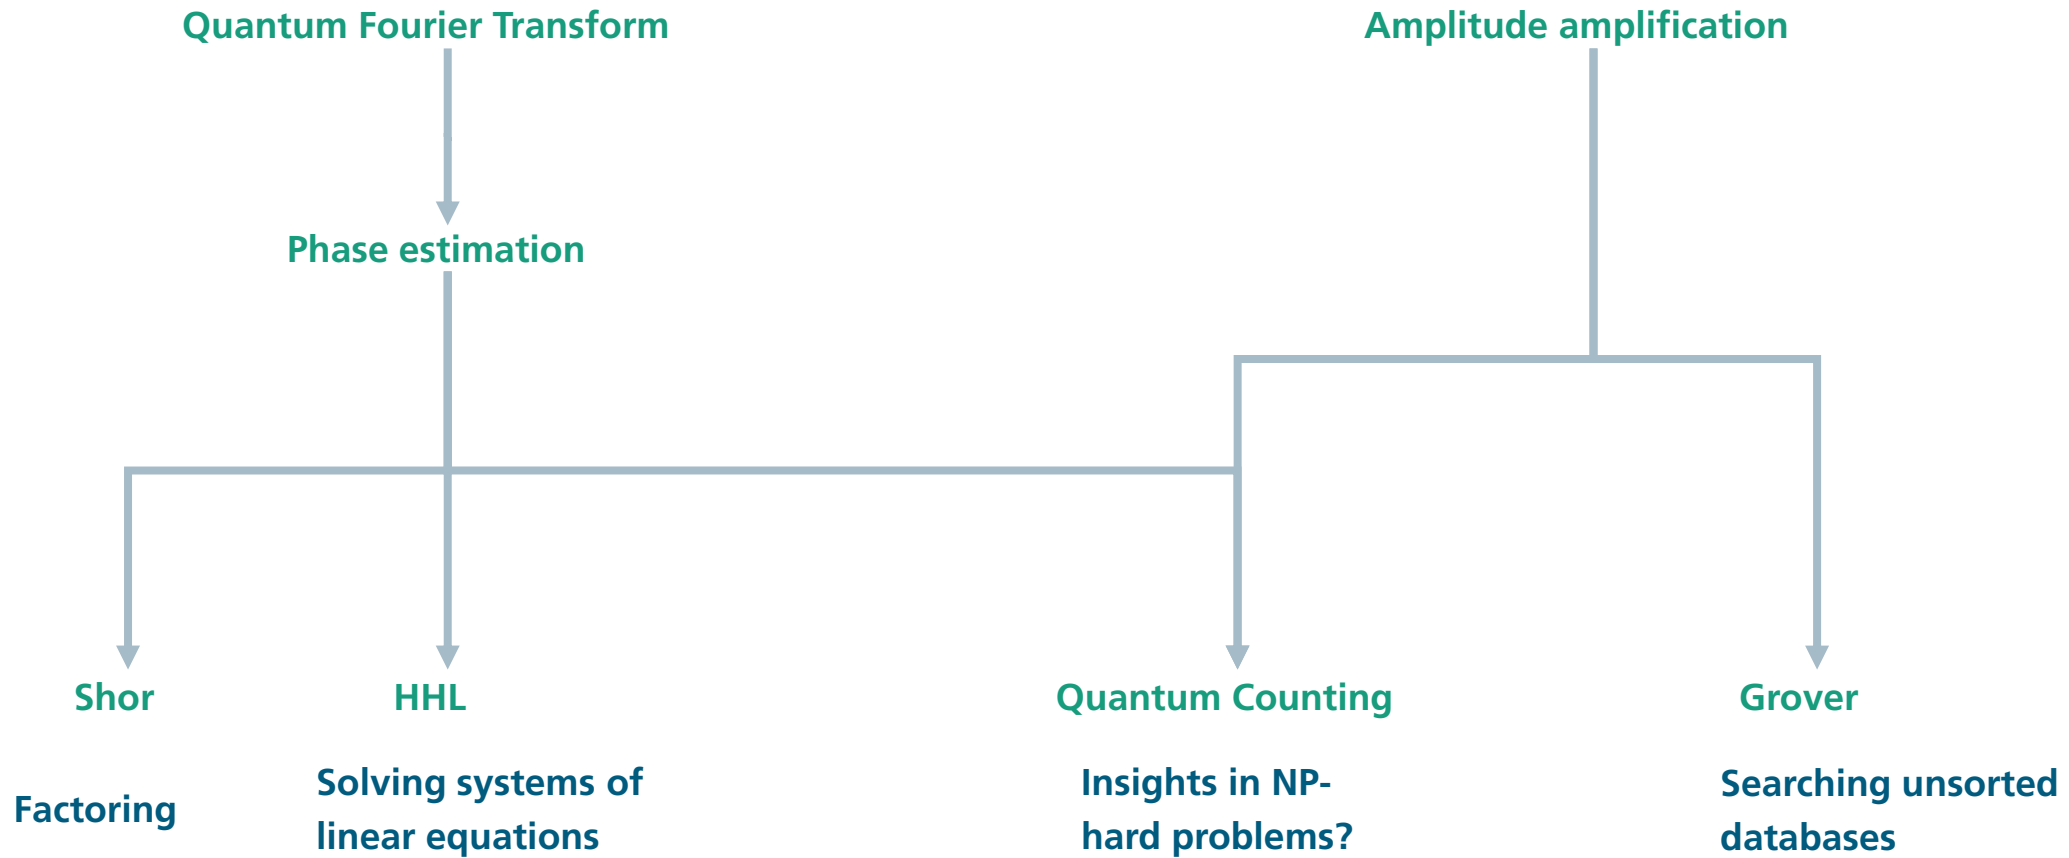 Quantum Fourier Transform
Amplitude amplification
Phase estimation
Shor
HHL
Quantum Counting
Grover
Factoring
Solving systems of
linear equations
Insights in NP-
hard problems?
Searching unsorted
databases